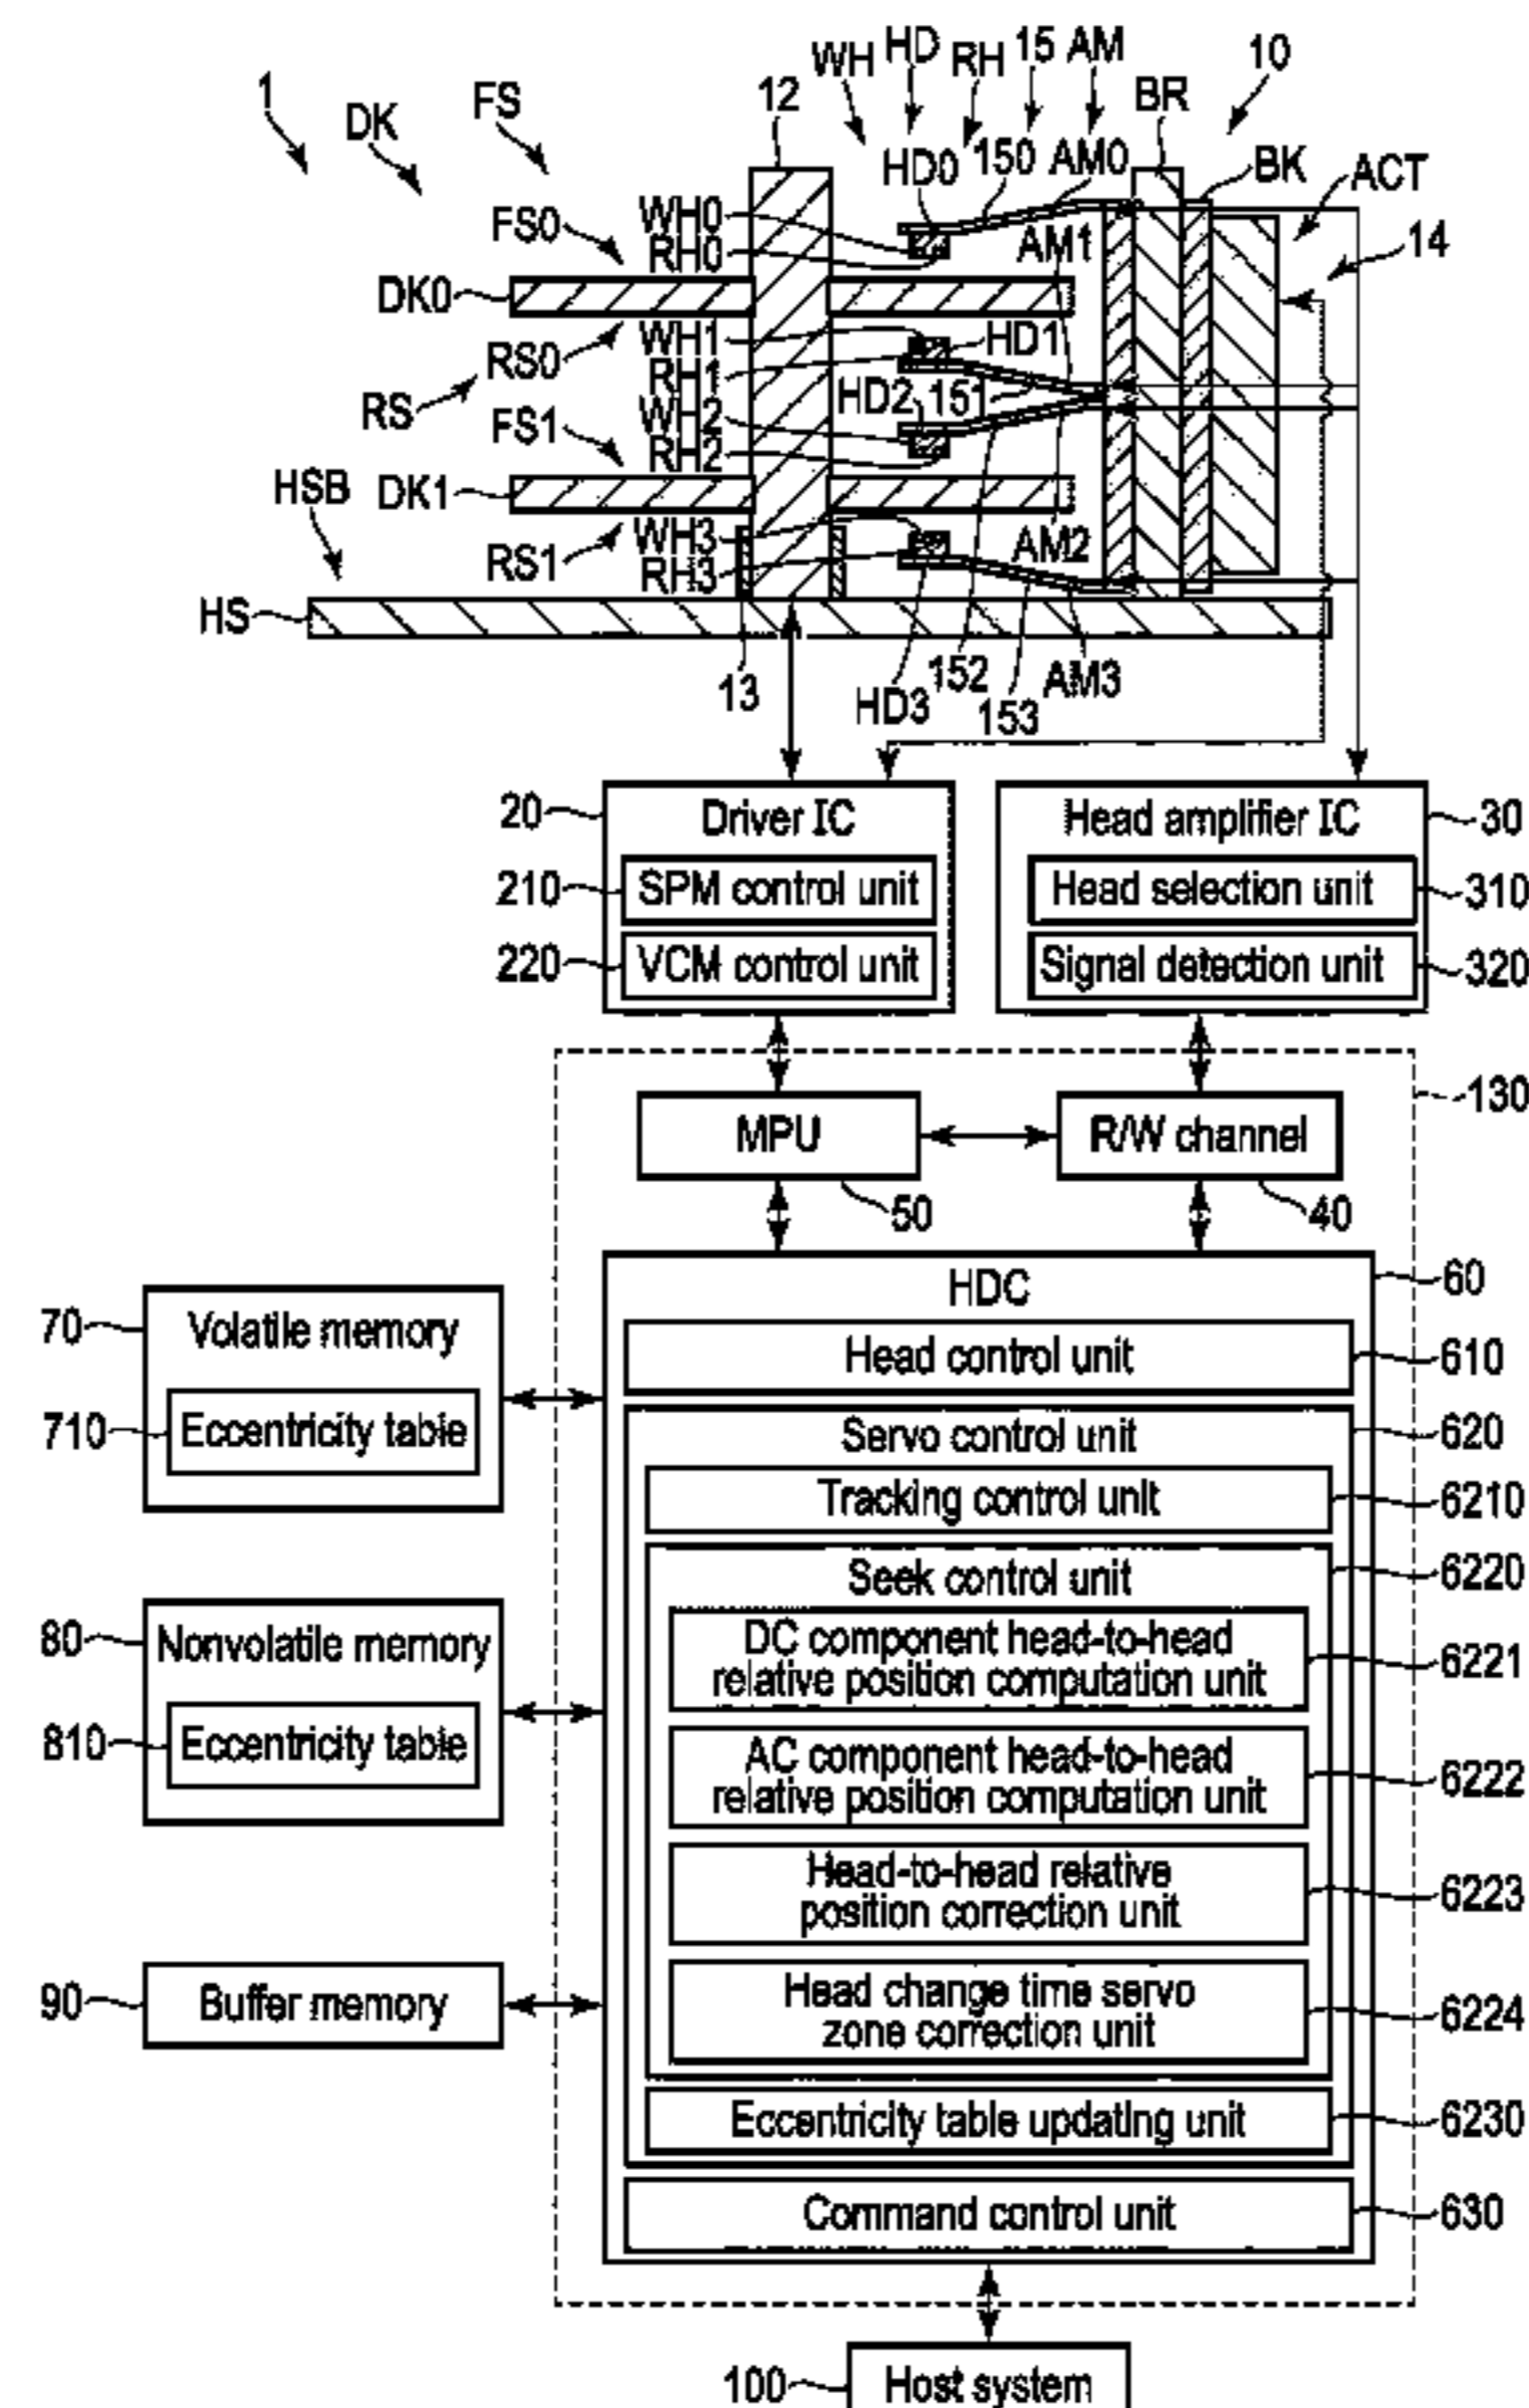 1
DK
FS
12
WH
HD
RH
15
AM
10
BR
BK
ACT
14
HD0
150
AM0
WH0
RH0
FS0
DK0
AM1
RS0
RS
WH1
RH1
HD1
HD2
151
FS1
WH2
RH2
HSB
DK1
RS1
WH3
RH3
AM2
HS
13
HD3
152
153
AM3
20
Driver IC
210
SPM control unit
220
VCM control unit
Head amplifier IC
30
Head selection unit
310
Signal detection unit
320
130
MPU
50
R/W channel
40
HDC
60
70
Volatile memory
710
Eccentricity table
Head control unit
610
Servo control unit
620
Tracking control unit
6210
Seek control unit
6220
80
Nonvolatile memory
810
Eccentricity table
DC component head-to-head
relative position computation unit
6221
AC component head-to-head
relative position computation unit
6222
Head-to-head relative
position correction unit
6223
90
Buffer memory
Head change time servo
zone correction unit
6224
Eccentricity table updating unit
6230
Command control unit
630
100
Host system